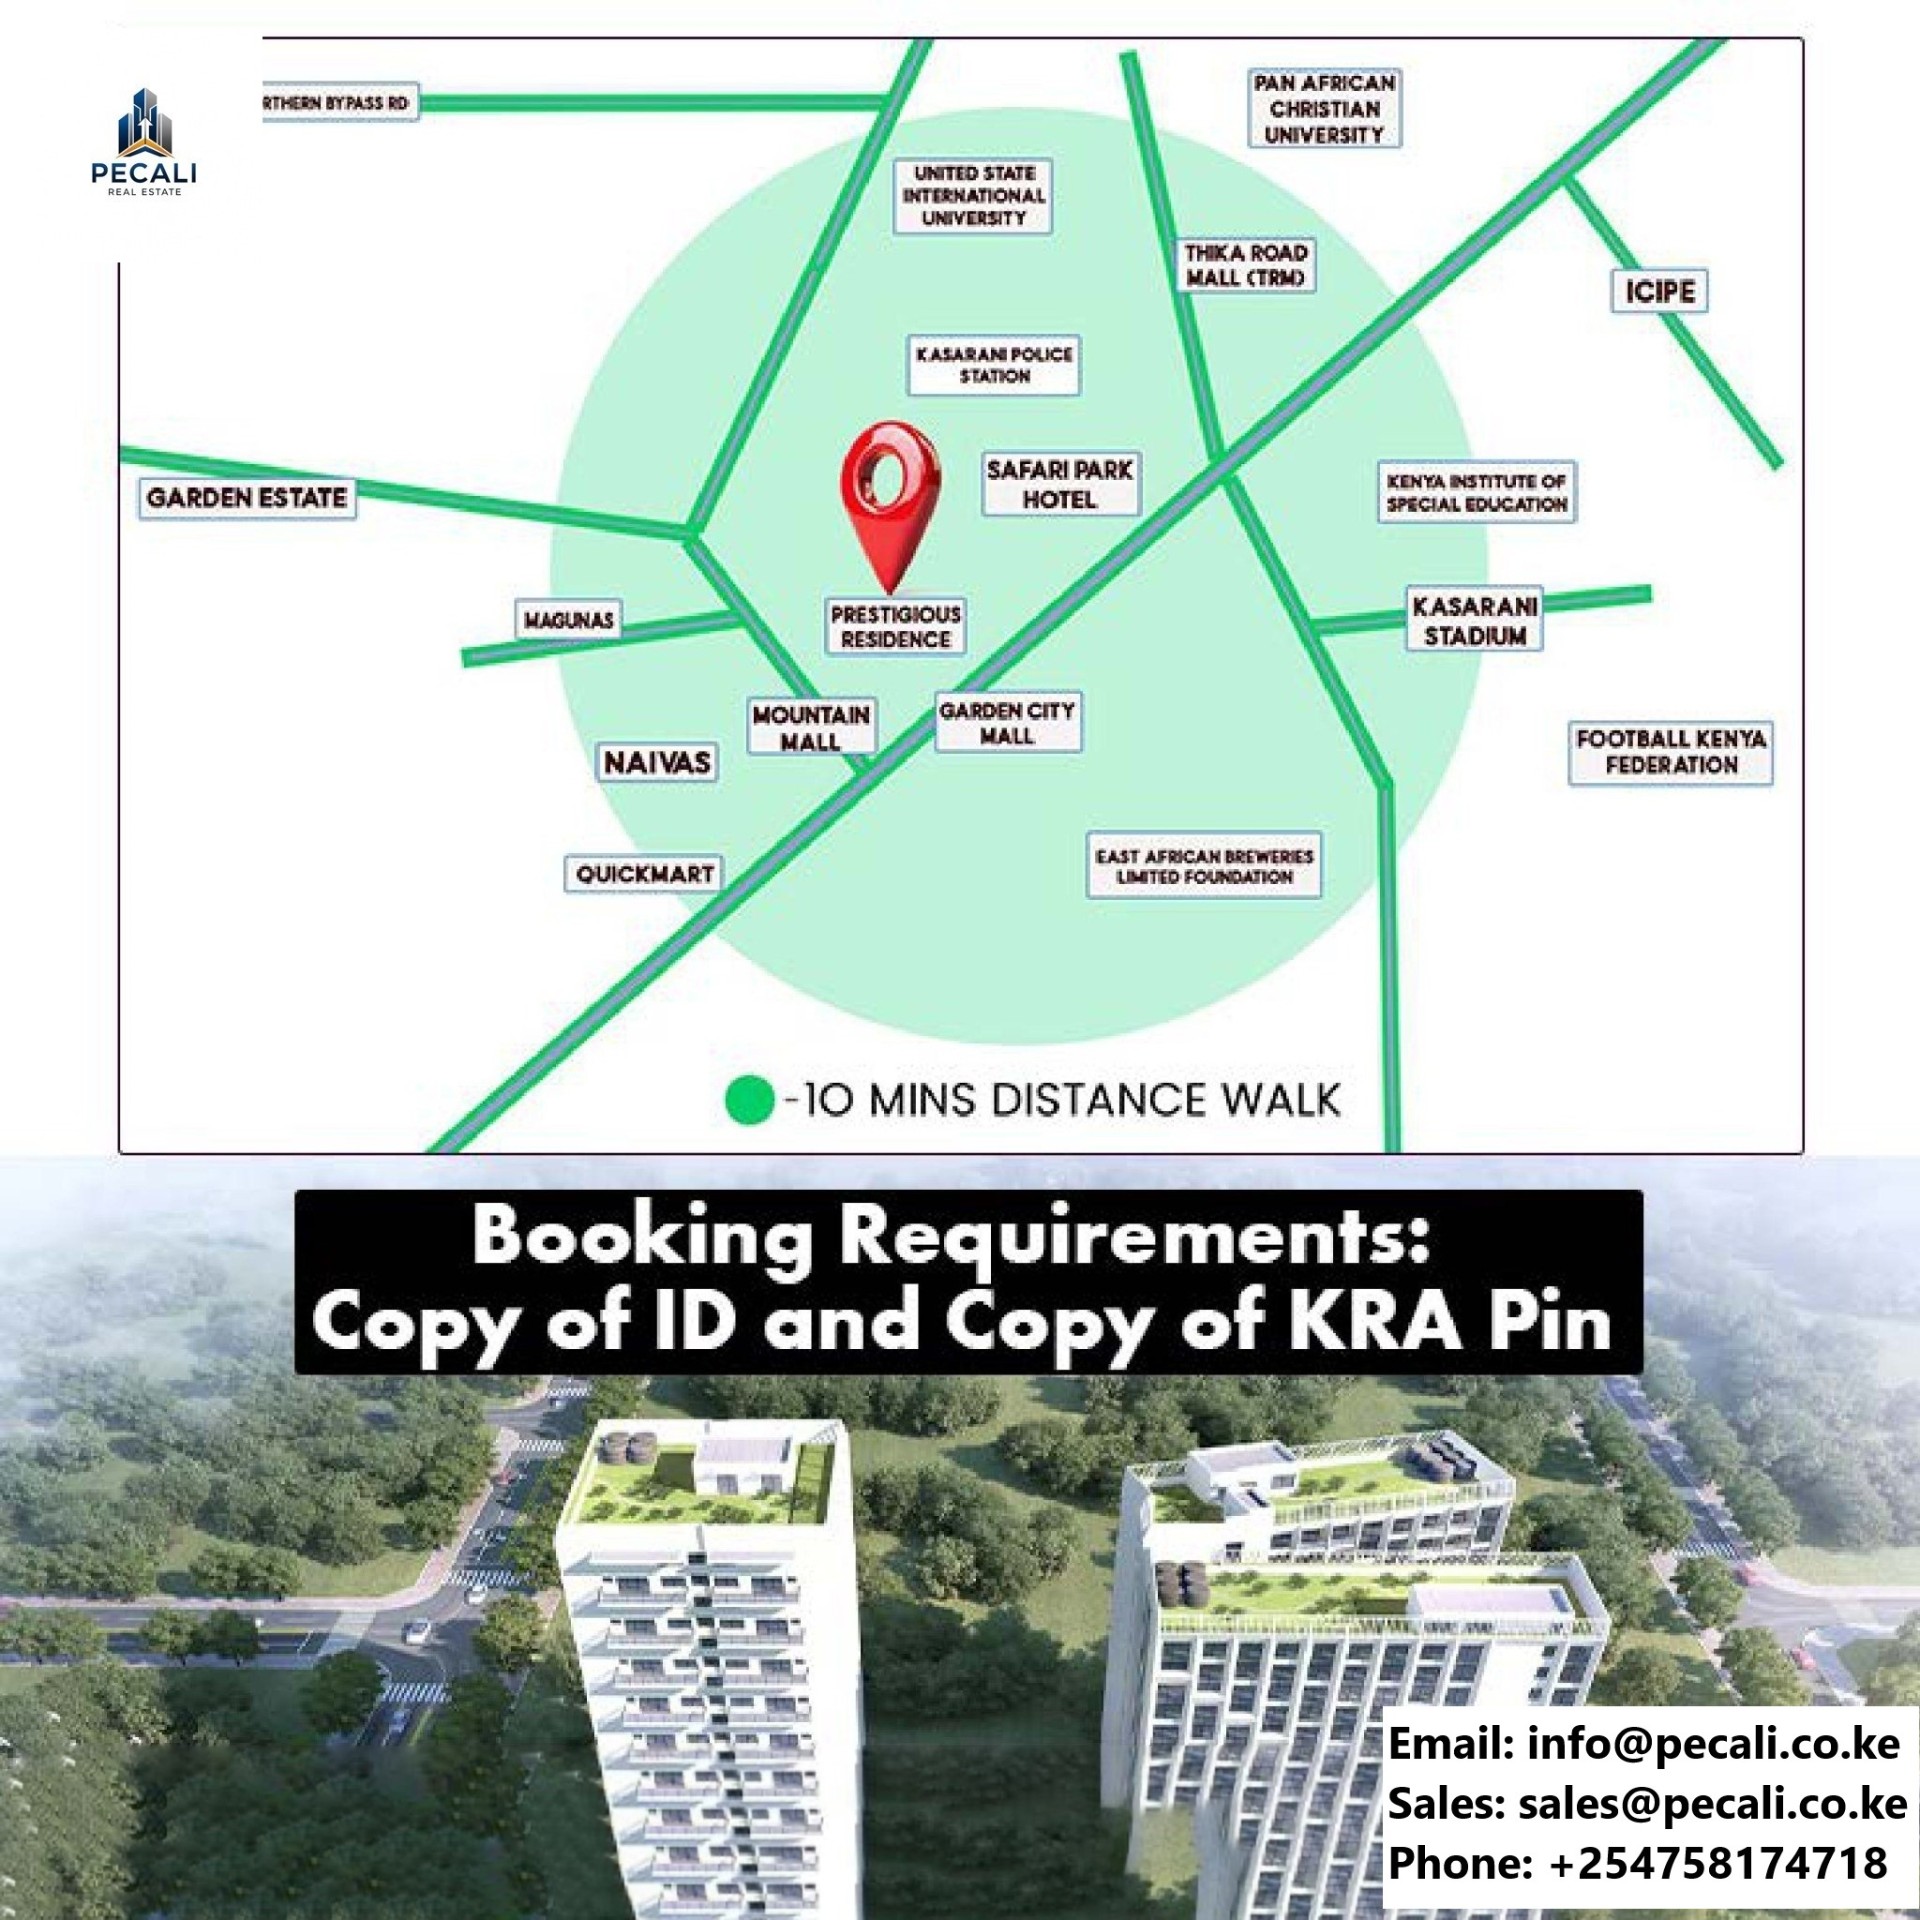 PECALI
REAL ESTATE
RTHERN BYPASS RD
PAN AFRICAN
CHRISTIAN
UNIVERSITY
UNITED STATE
INTERNATIONAL
UNIVERSITY
THIKA ROAD
MALL (TRM)
ICIPE
KASARANI POLICE
STATION
SAFARI PARK
HOTEL
KENYA INSTITUTE OF
SPECIAL EDUCATION
GARDEN ESTATE
MAGUNAS
PRESTIGIOUS
RESIDENCE
KASARANI
STADIUM
MOUNTAIN
MALL
GARDEN CITY
MALL
NAIVAS
FOOTBALL KENYA
FEDERATION
QUICKMART
EAST AFRICAN BREWERIES
LIMITED FOUNDATION
-10 MINS DISTANCE WALK
Booking Requirements:
Copy of ID and Copy of KRA Pin
Email: info@pecali.co.ke
Sales: sales@pecali.co.ke
Phone: +254758174718